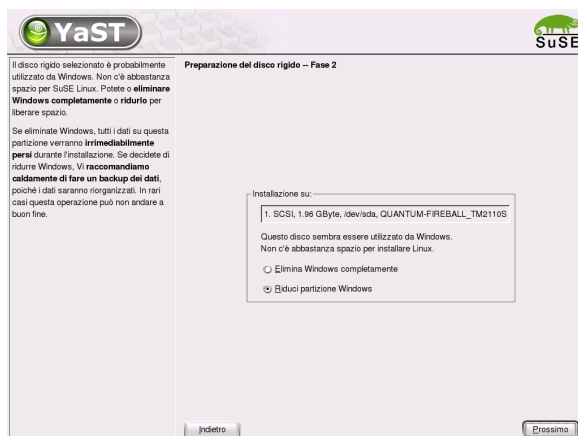 YaST
SuSE
Il disco rigido selezionato è probabilmente
utilizzato da Windows. Non c'è abbastanza
spazio per SuSE Linux. Potete o eliminare
Windows completamente o ridurlo per
liberare spazio.
Se eliminate Windows, tutti i dati su questa
partizione verranno irrimediabilmente
persi durante l'installazione. Se decidete di
ridurre Windows, Vi raccomandiamo
caldamente di fare un backup dei dati,
poiché i dati saranno riorganizzati. In rari
casi questa operazione può non andare a
buon fine.
Preparazione del disco rigido -- Fase 2
Installazione su:
1. SCSI, 1.96 GByte, /dev/sda, QUANTUM-FIREBALL_TM2110S
Questo disco sembra essere utilizzato da Windows.
Non c'è abbastanza spazio per installare Linux.
Elimina Windows completamente
Riduci partizione Windows
Indietro
Prossimo